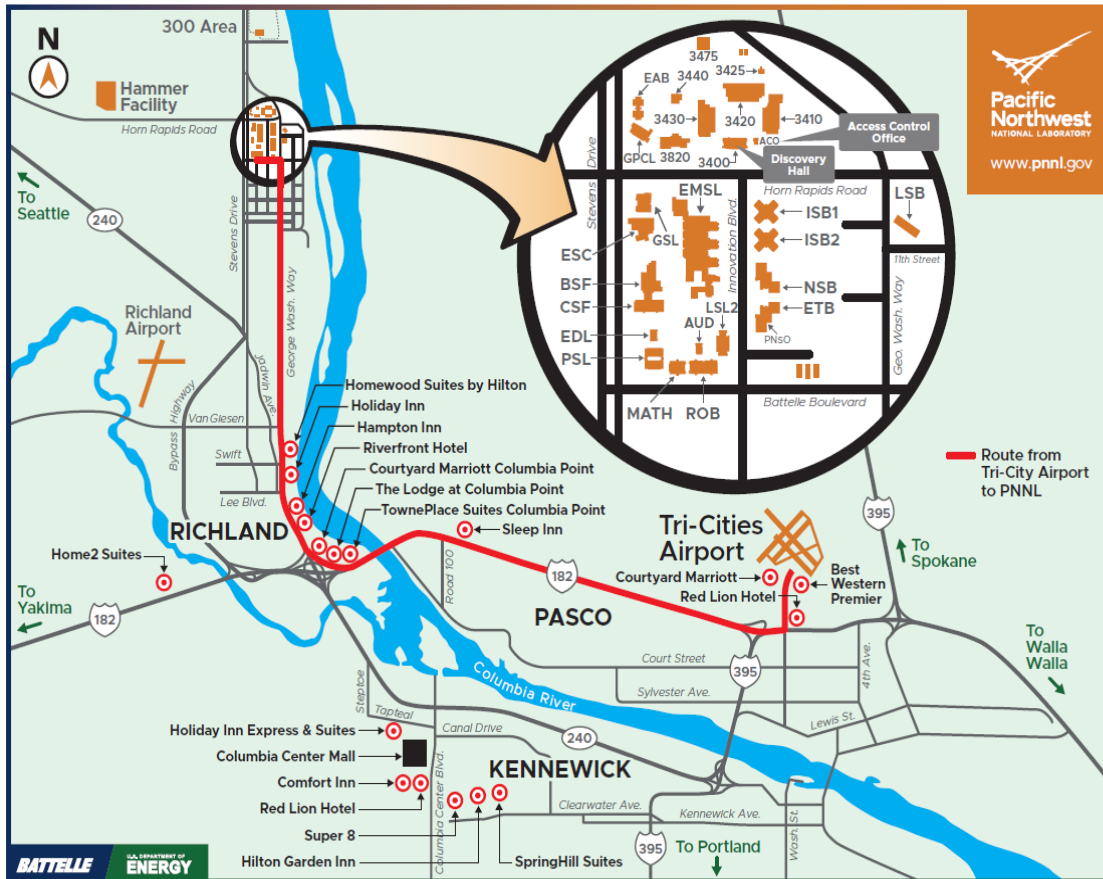 300 Area
N
Hammer
Facility
Horn Rapids Road
To
Seattle
240
Stevens Drive
George Wash. Way
Richland
Airport
Jadwin Ave.
Bypass Highway
Van Giesen
Swift
Lee Blvd.
RICHLAND
Homewood Suites by Hilton
Holiday Inn
Hampton Inn
Riverfront Hotel
Courtyard Marriott Columbia Point
The Lodge at Columbia Point
TownePlace Suites Columbia Point
Sleep Inn
Home2 Suites
To
Yakima
182
Road 100
182
PASCO
Tri-Cities
Airport
Courtyard Marriott
Red Lion Hotel
Best
Western
Premier
395
To
Spokane
To
Walla
Walla
Court Street
Sylvester Ave.
395
4th Ave.
Lewis St.
Columbia River
Steptoe
Tapteal
Canal Drive
240
Holiday Inn Express & Suites
Columbia Center Mall
Comfort Inn
Red Lion Hotel
Super 8
Hilton Garden Inn
SpringHill Suites
Columbia Center Blvd.
KENNEWICK
Clearwater Ave.
Kennewick Ave.
Wash. St.
395
To Portland
3475
EAB
3440
3425
3430
3420
3410
GPCL
3820
3400
ACO
Access Control
Office
Discovery
Hall
Stevens Drive
Horn Rapids Road
EMSL
Innovation Blvd.
LSB
ISB1
ISB2
11th Street
GSL
ESC
BSF
CSF
NSB
ETB
PNsO
LSL2
AUD
EDL
PSL
MATH
ROB
Geo. Wash. Way
Battelle Boulevard
Route from
Tri-City Airport
to PNNL
Pacific
Northwest
NATIONAL LABORATORY
www.pnnl.gov
BATTELLE
U.S. DEPARTMENT OF
ENERGY